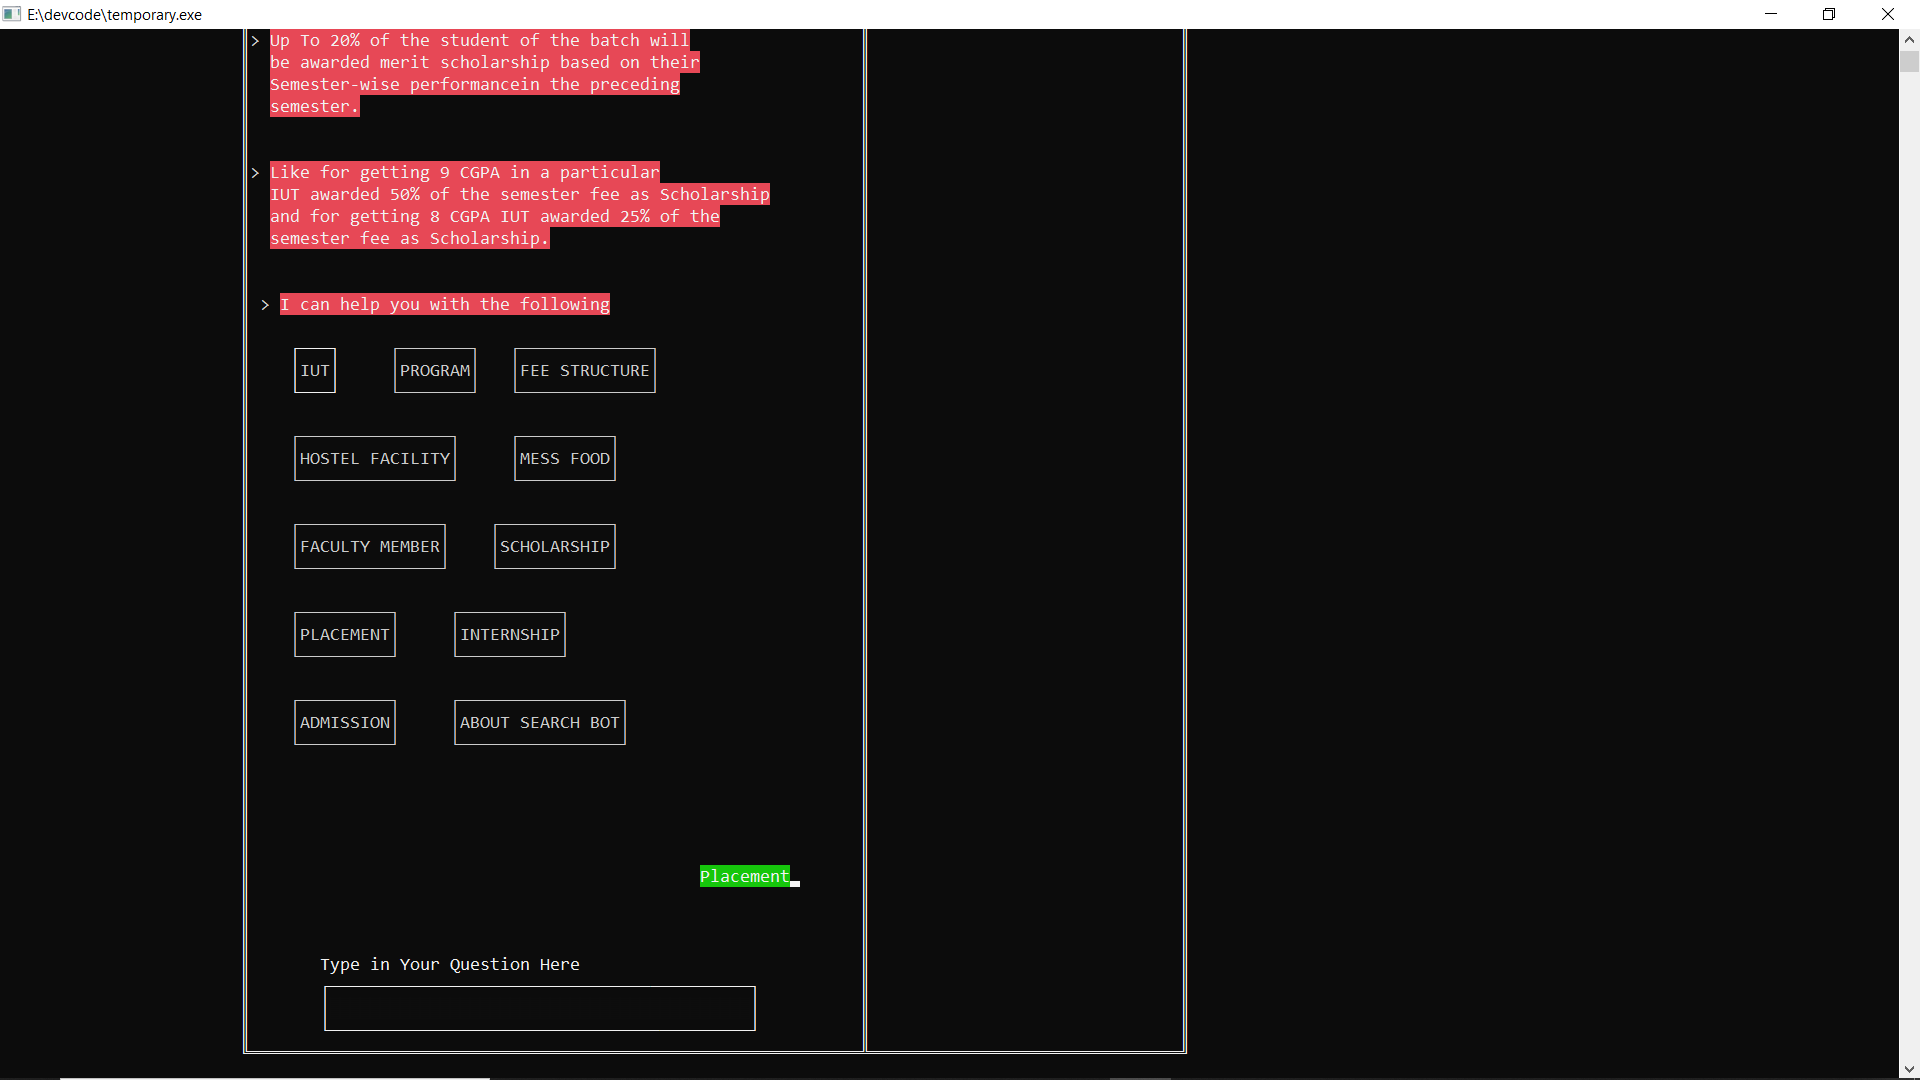 E:\devcode\temporary.exe
> Up To 20% of the student of the batch will
be awarded merit scholarship based on their
Semester-wise performancein the preceding
semester.
> Like for getting 9 CGPA in a particular
IUT awarded 50% of the semester fee as Scholarship
and for getting 8 CGPA IUT awarded 25% of the
semester fee as Scholarship.
> I can help you with the following
IUT PROGRAM FEE STRUCTURE
HOSTEL FACILITY MESS FOOD
FACULTY MEMBER SCHOLARSHIP
PLACEMENT INTERNSHIP
ADMISSION ABOUT SEARCH BOT
Placement
Type in Your Question Here